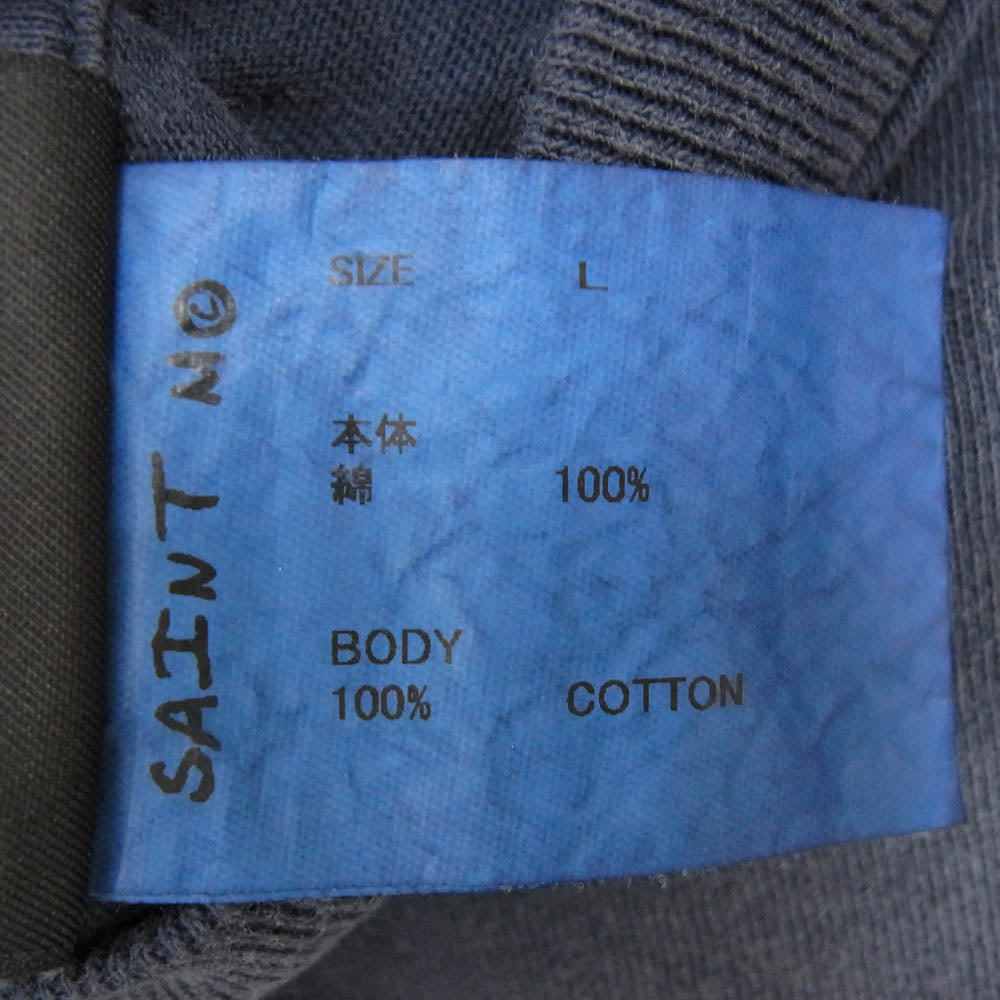 SAINT M©
SIZE L
本体
綿 100%
BODY
100% COTTON